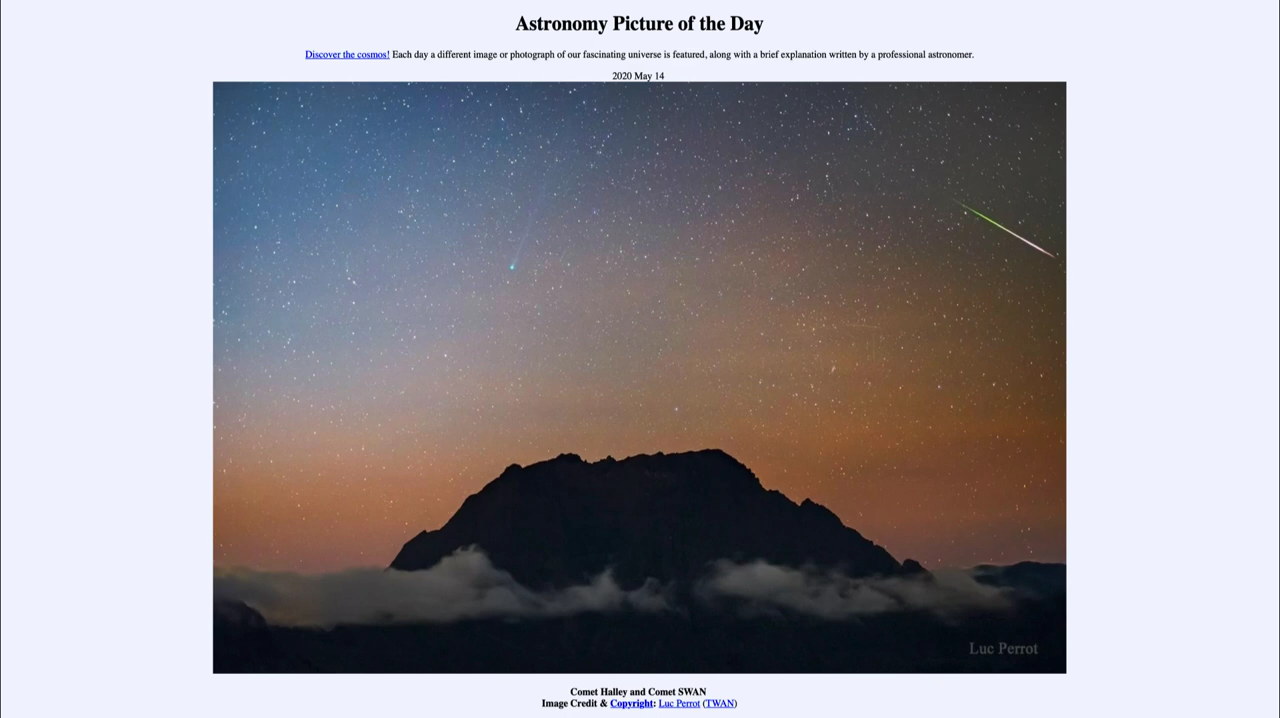 Astronomy Picture of the Day
Discover the cosmos! Each day a different image or photograph of our fascinating universe is featured, along with a brief explanation written by a professional astronomer.
2020 May 14
Luc Perrot
Comet Halley and Comet SWAN
Image Credit & Copyright: Luc Perrot (TWAN)